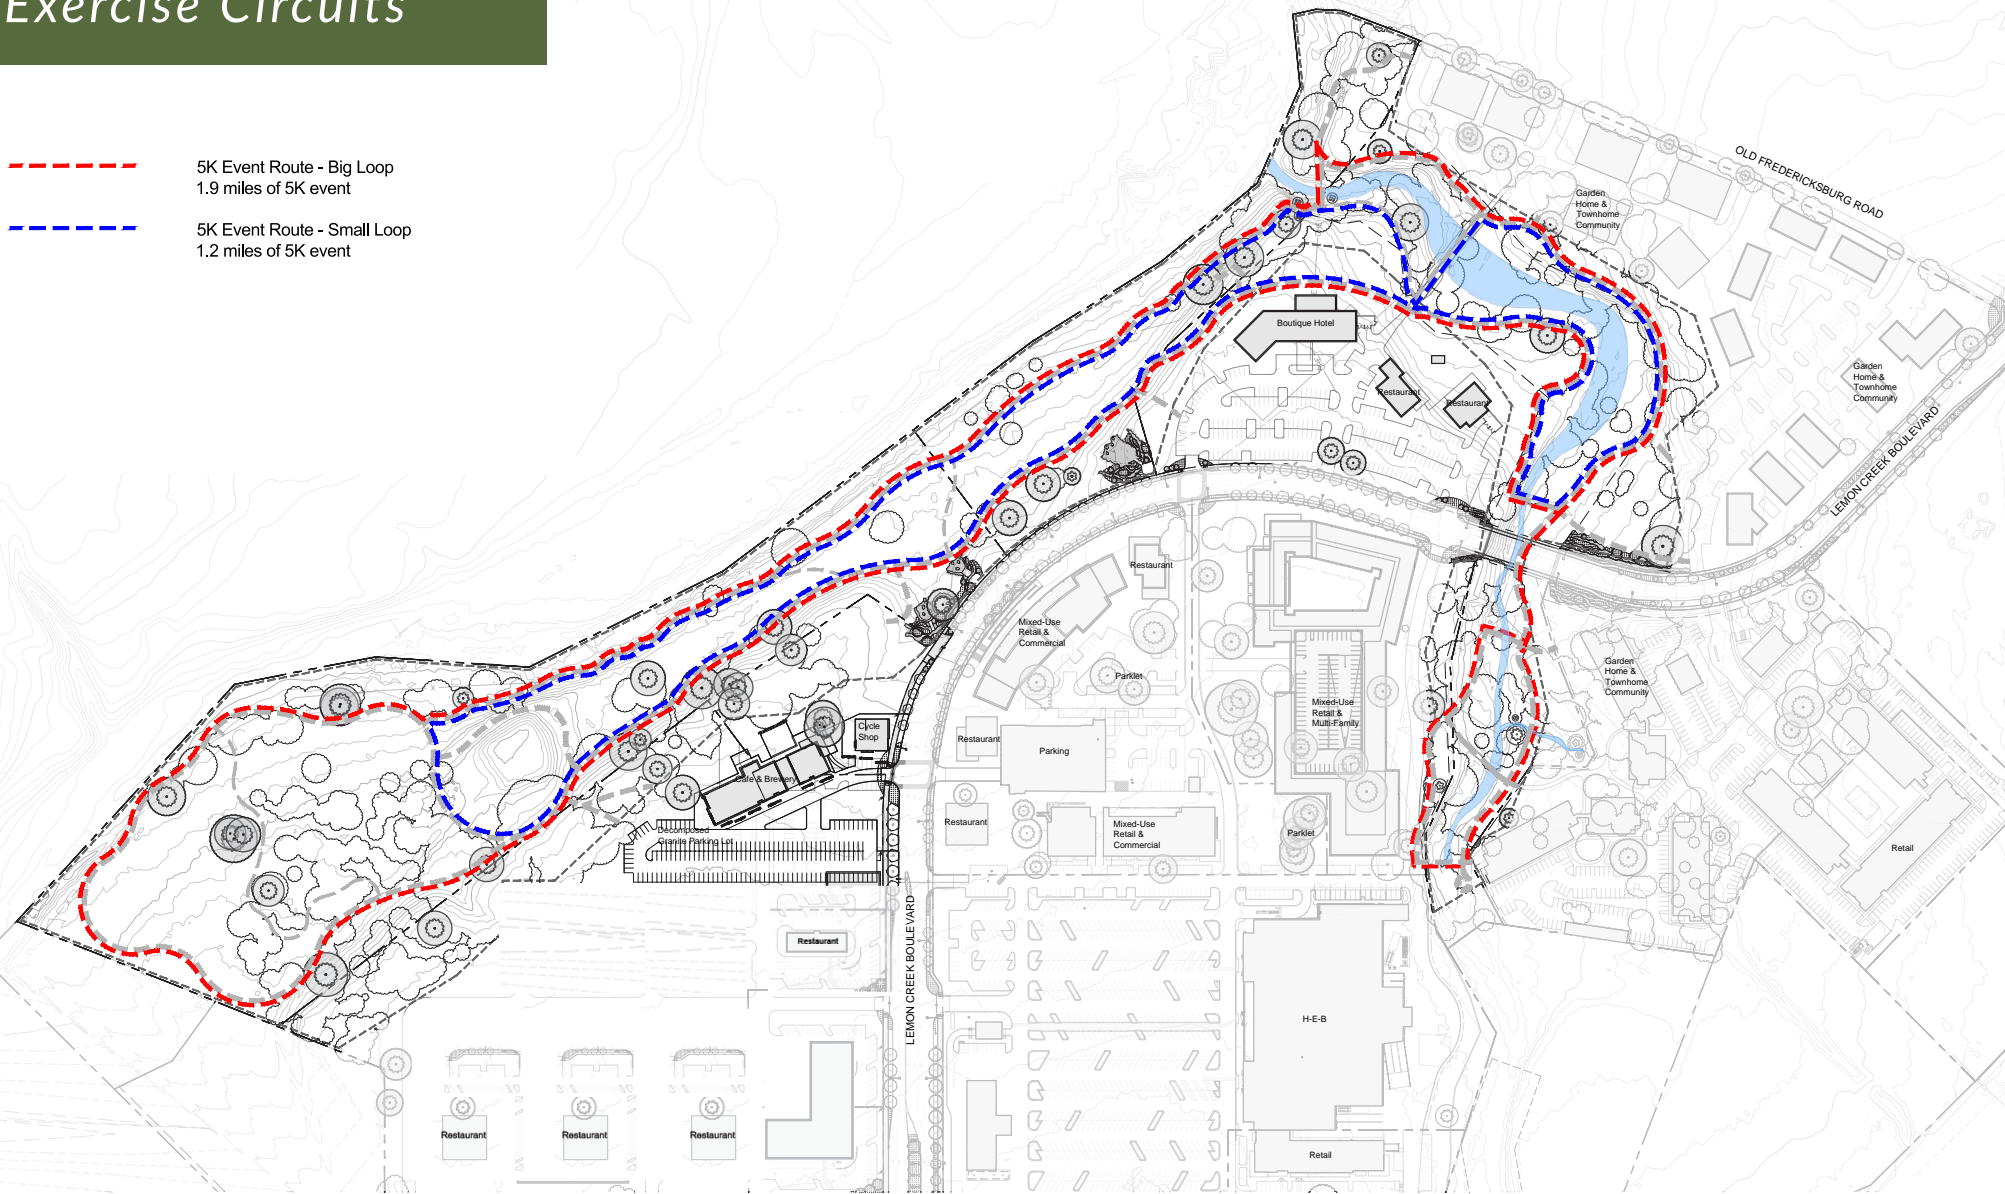 Exercise Circuits
5K Event Route - Big Loop
1.9 miles of 5K event
5K Event Route - Small Loop
1.2 miles of 5K event
OLD FREDERICKSBURG ROAD
Garden
Home &
Townhome
Community
Boutique Hotel
Restaurant
Restaurant
Garden
Home &
Townhome
Community
LEMON CREEK BOULEVARD
Restaurant
Mixed-Use
Retail &
Commercial
Parklet
Garden
Home &
Townhome
Community
Mixed-Use
Retail &
Multi-Family
Cycle
Shop
Restaurant
Parking
Cafe & Brewery
Decomposed
Granite Parking Lot
Restaurant
Mixed-Use
Retail &
Commercial
Parklet
Retail
Restaurant
LEMON CREEK BOULEVARD
H-E-B
Restaurant
Restaurant
Restaurant
Retail